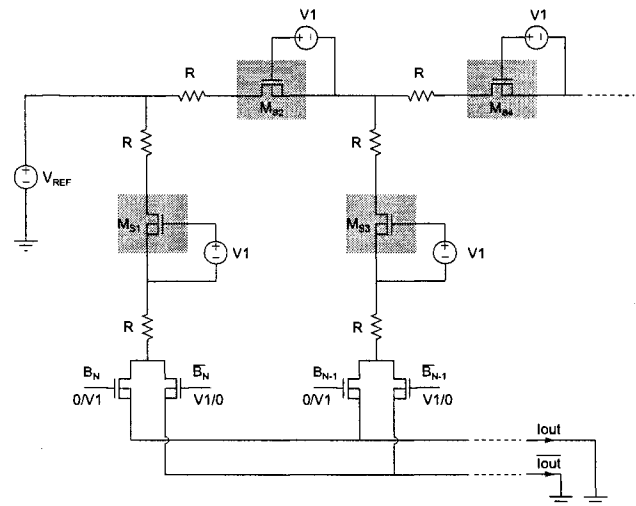 V1
V1
+ -
+ -
R
R
M_S2
M_S4
R
R
+
-
V_REF
M_S1
M_S3
+
-
V1
+
-
V1
R
R
B_N
B̅_N
B_N-1
B̅_N-1
0/V1
V1/0
0/V1
V1/0
Iout
I̅o̅u̅t̅